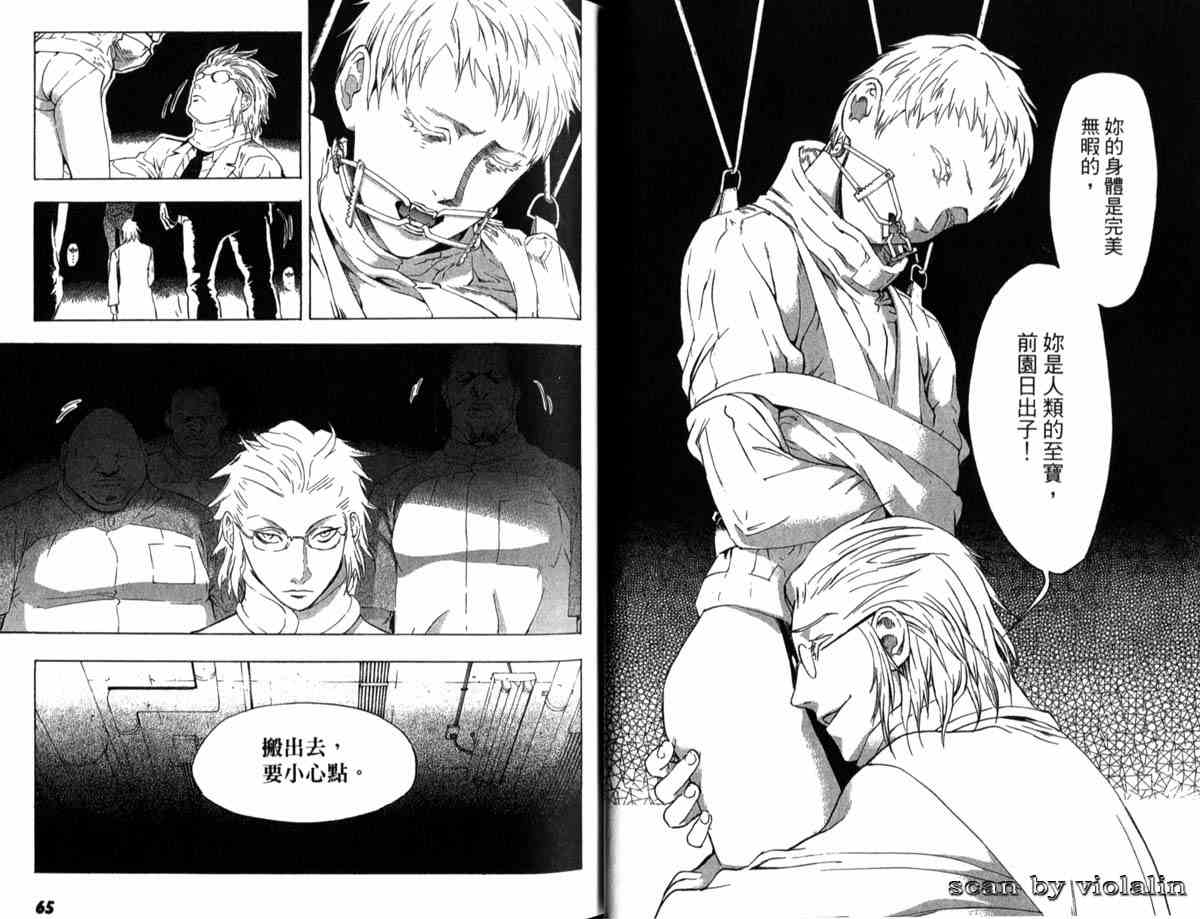 妳的身體是完美
無暇的，
妳是人類的至寶，
前園日出子！
搬出去，
要小心點。
65
scan by violalin